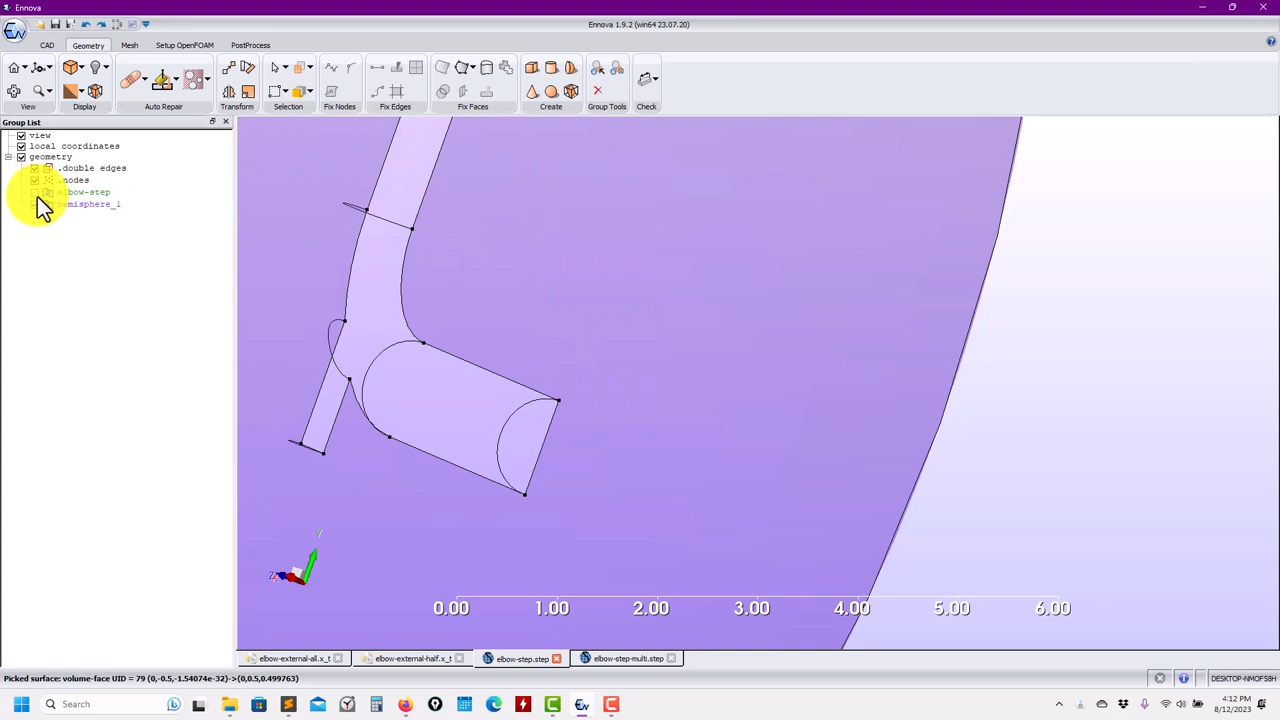 Ennova
Ennova 1.9.2 (win64 23.07.20)
CAD Geometry Mesh Setup OpenFOAM PostProcess
View Display Auto Repair Transform Selection Fix Nodes Fix Edges Fix Faces Create Group Tools Check
Group List
view
local coordinates
geometry
.double edges
.nodes
elbow-step
hemisphere_1
Y
Z
0.00 1.00 2.00 3.00 4.00 5.00 6.00
elbow-external-all.x_t elbow-external-half.x_t elbow-step.step elbow-step-multi.step
Picked surface: volume-face UID = 79 (0,-0.5,-1.54074e-32)->(0,0.5,0.499763)
DESKTOP-NMOF58H
Search
4:12 PM
8/12/2023